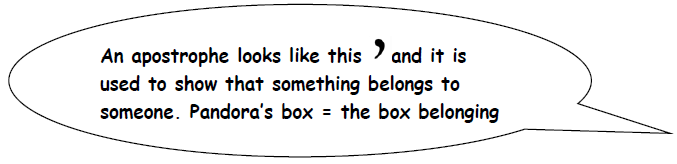 An apostrophe looks like this ’ and it is
used to show that something belongs to
someone. Pandora’s box = the box belonging